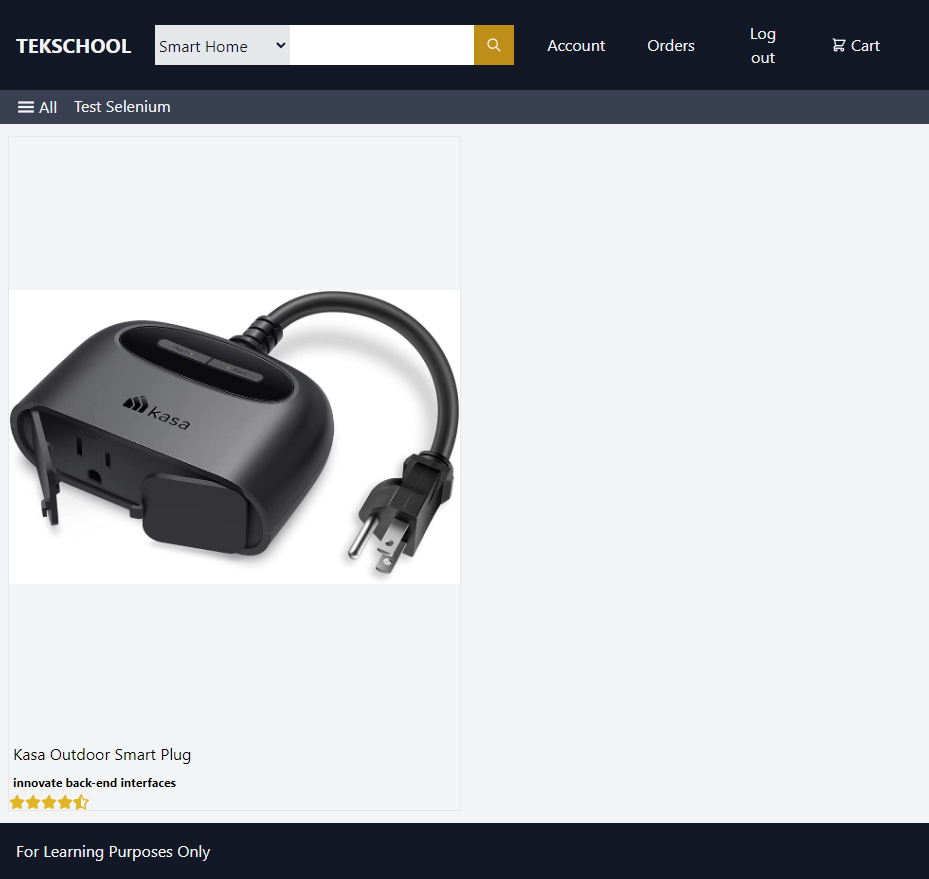 TEKSCHOOL
Smart Home
Account
Orders
Log
out
Cart
All
Test Selenium
kasa
Kasa Outdoor Smart Plug
innovate back-end interfaces
For Learning Purposes Only